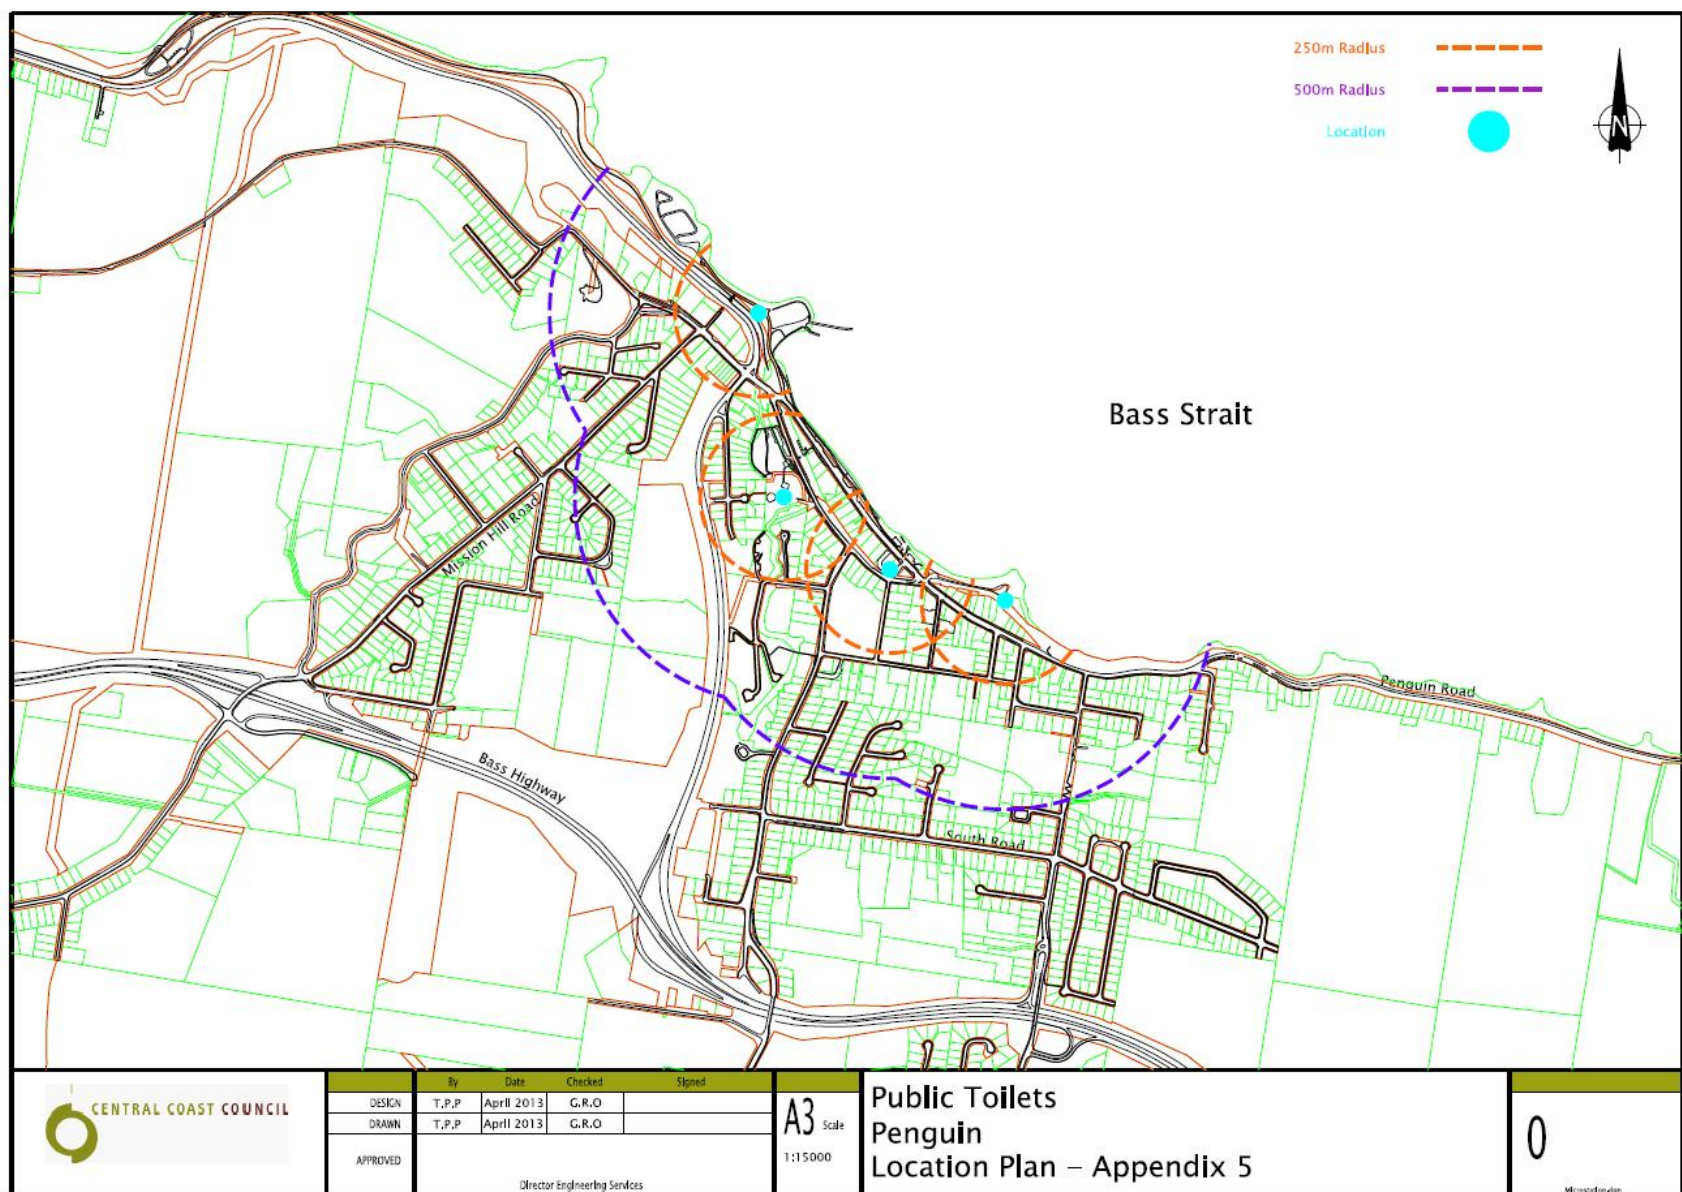 250m Radius
500m Radius
Location
N
Bass Strait
Mission Hill Road
Penguin Road
Bass Highway
South Road
CENTRAL COAST COUNCIL
By Date Checked Signed
DESIGN T.P.P April 2013 G.R.O
DRAWN T.P.P April 2013 G.R.O
APPROVED
Director Engineering Services
A3 Scale
1:15000
Public Toilets
Penguin
Location Plan – Appendix 5
0